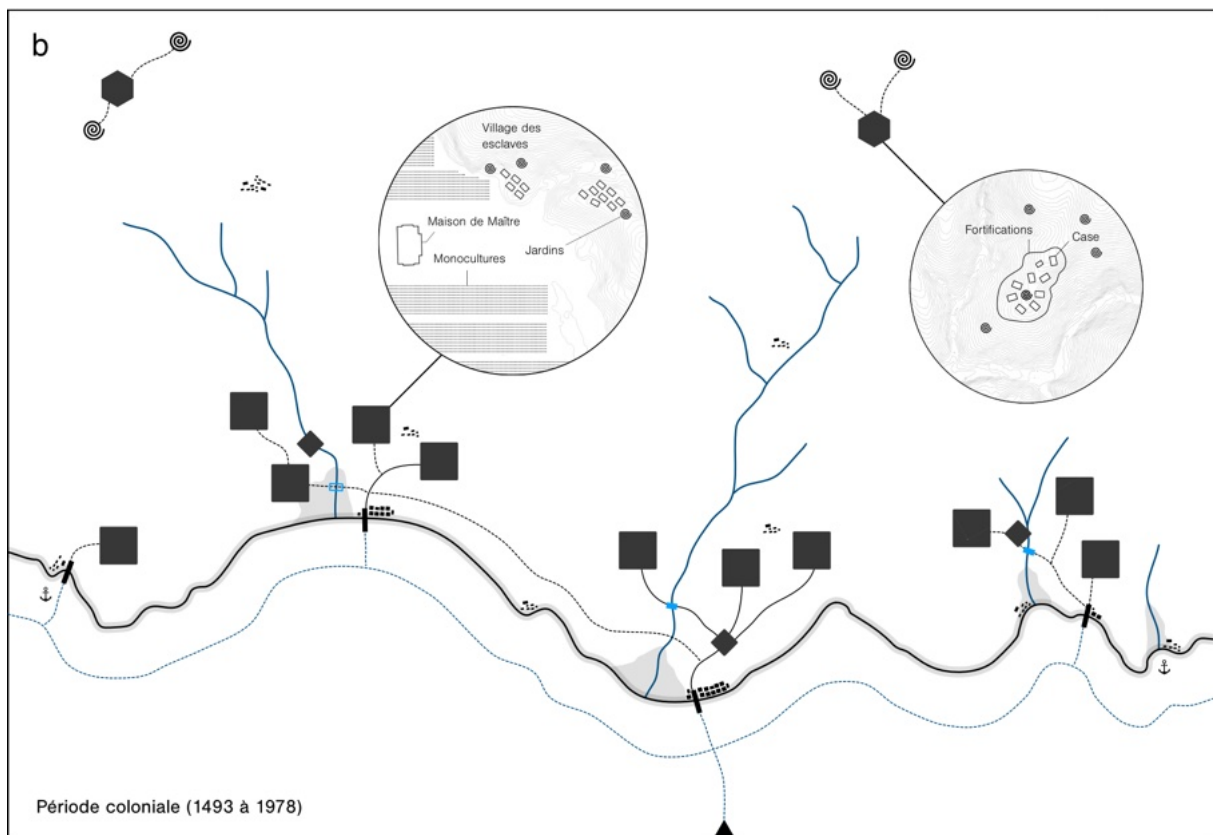 b
Village des
esclaves
Maison de Maître
Jardins
Monocultures
Fortifications
Case
Période coloniale (1493 à 1978)